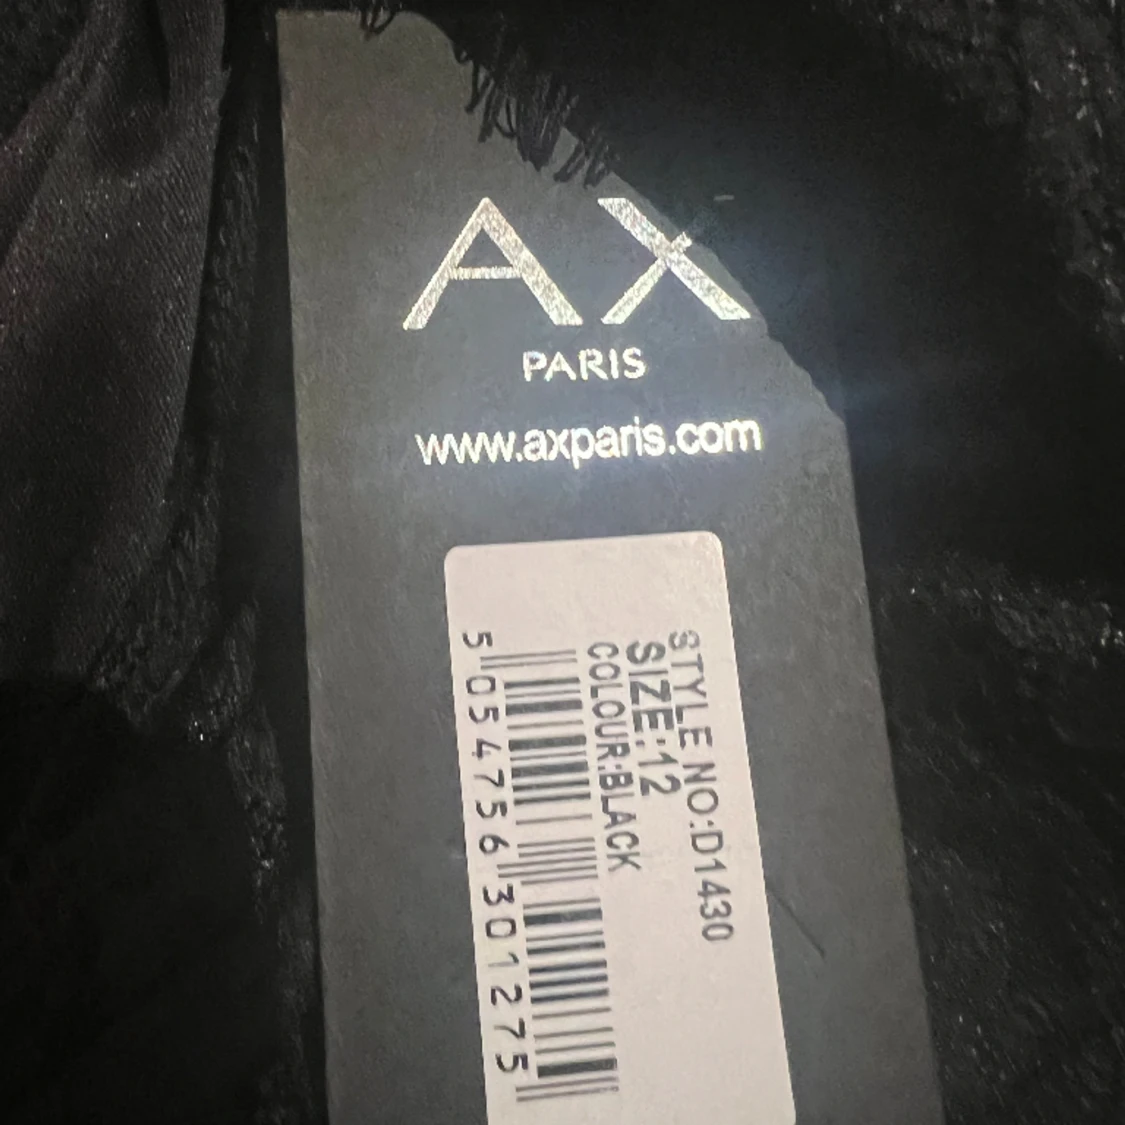 AX
PARIS
www.axparis.com
STYLE NO:D1430
SIZE:12
COLOUR:BLACK
5 054756 301275